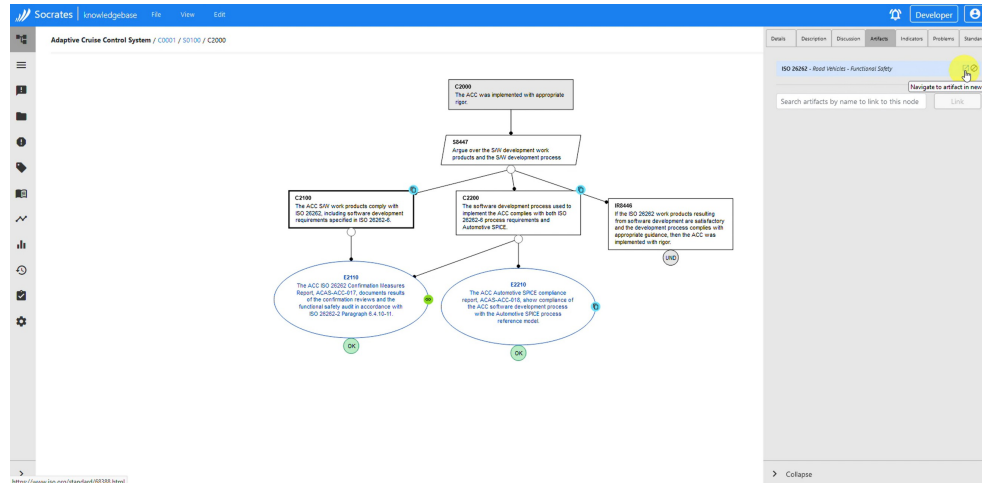 Socrates knowledgebase File View Edit Developer
Adaptive Cruise Control System / C0001 / S0100 / C2000
Details Description Discussion Artifacts Indicators Problems Standar
ISO 26262 - Road Vehicles - Functional Safety
Navigate to artifact in new
Search artifacts by name to link to this node Link
C2000
The ACC was implemented with appropriate
rigor.
S8447
Argue over the S/W development work
products and the S/W development process
C2100
The ACC S/W work products comply with
ISO 26262, including software development
requirements specified in ISO 26262-6.
C2200
The software development process used to
implement the ACC complies with both ISO
26262-6 process requirements and
Automotive SPICE.
IR8446
If the ISO 26262 work products resulting
from software development are satisfactory
and the development process complies with
appropriate guidance, then the ACC was
implemented with rigor.
UND
E2110
The ACC ISO 26262 Confirmation Measures
Report, ACAS-ACC-017, documents results
of the confirmation reviews and the
functional safety audit in accordance with
ISO 26262-2 Paragraph 6.4.10-11.
OK
E2210
The ACC Automotive SPICE compliance
report, ACAS-ACC-018, show compliance of
the ACC software development process
with the Automotive SPICE process
reference model.
OK
Collapse
https://www.iso.org/standard/68388.html